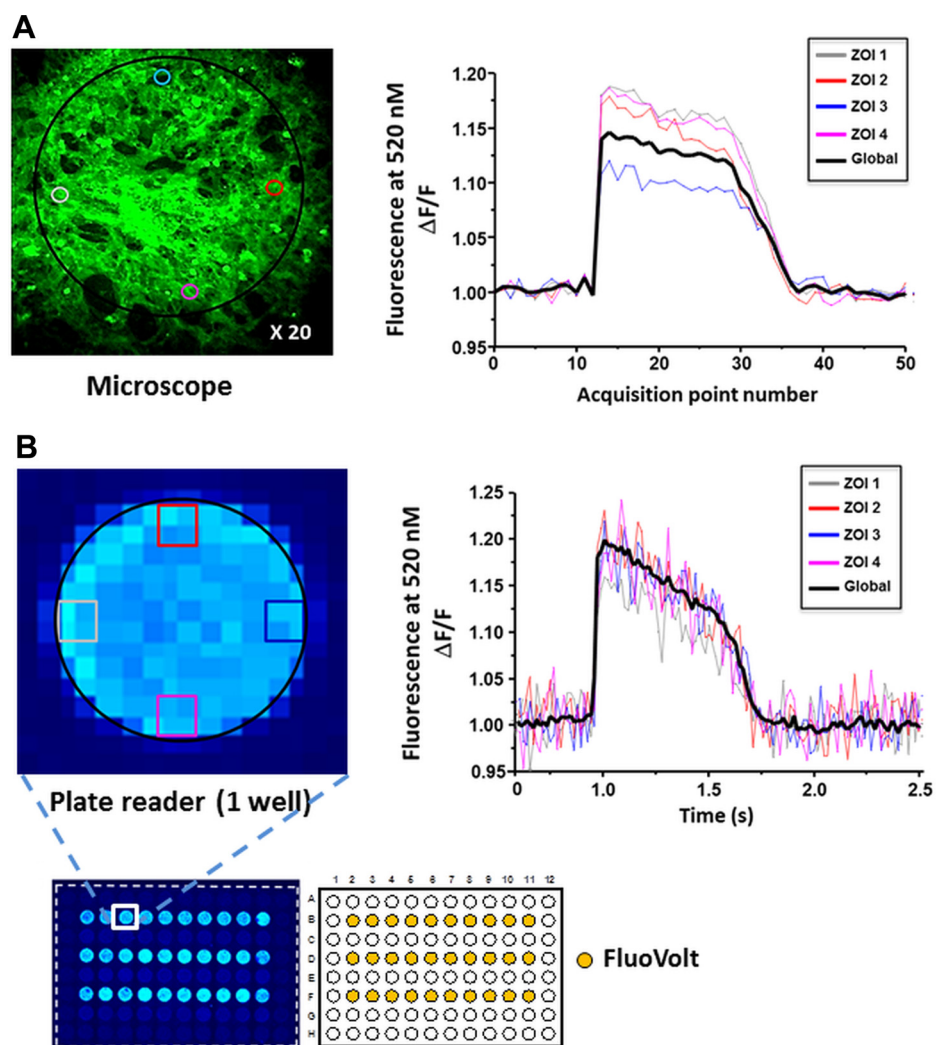 A
X 20
Microscope
Fluorescence at 520 nM
ΔF/F
1.20
1.15
1.10
1.05
1.00
0.95
0 10 20 30 40 50
Acquisition point number
ZOI 1
ZOI 2
ZOI 3
ZOI 4
Global
B
Plate reader (1 well)
Fluorescence at 520 nM
ΔF/F
1.25
1.20
1.15
1.10
1.05
1.00
0.95
0 1.0 1.5 2.0 2.5
Time (s)
ZOI 1
ZOI 2
ZOI 3
ZOI 4
Global
1 2 3 4 5 6 7 8 9 10 11 12
A
B
C
D
E
F
G
H
FluoVolt